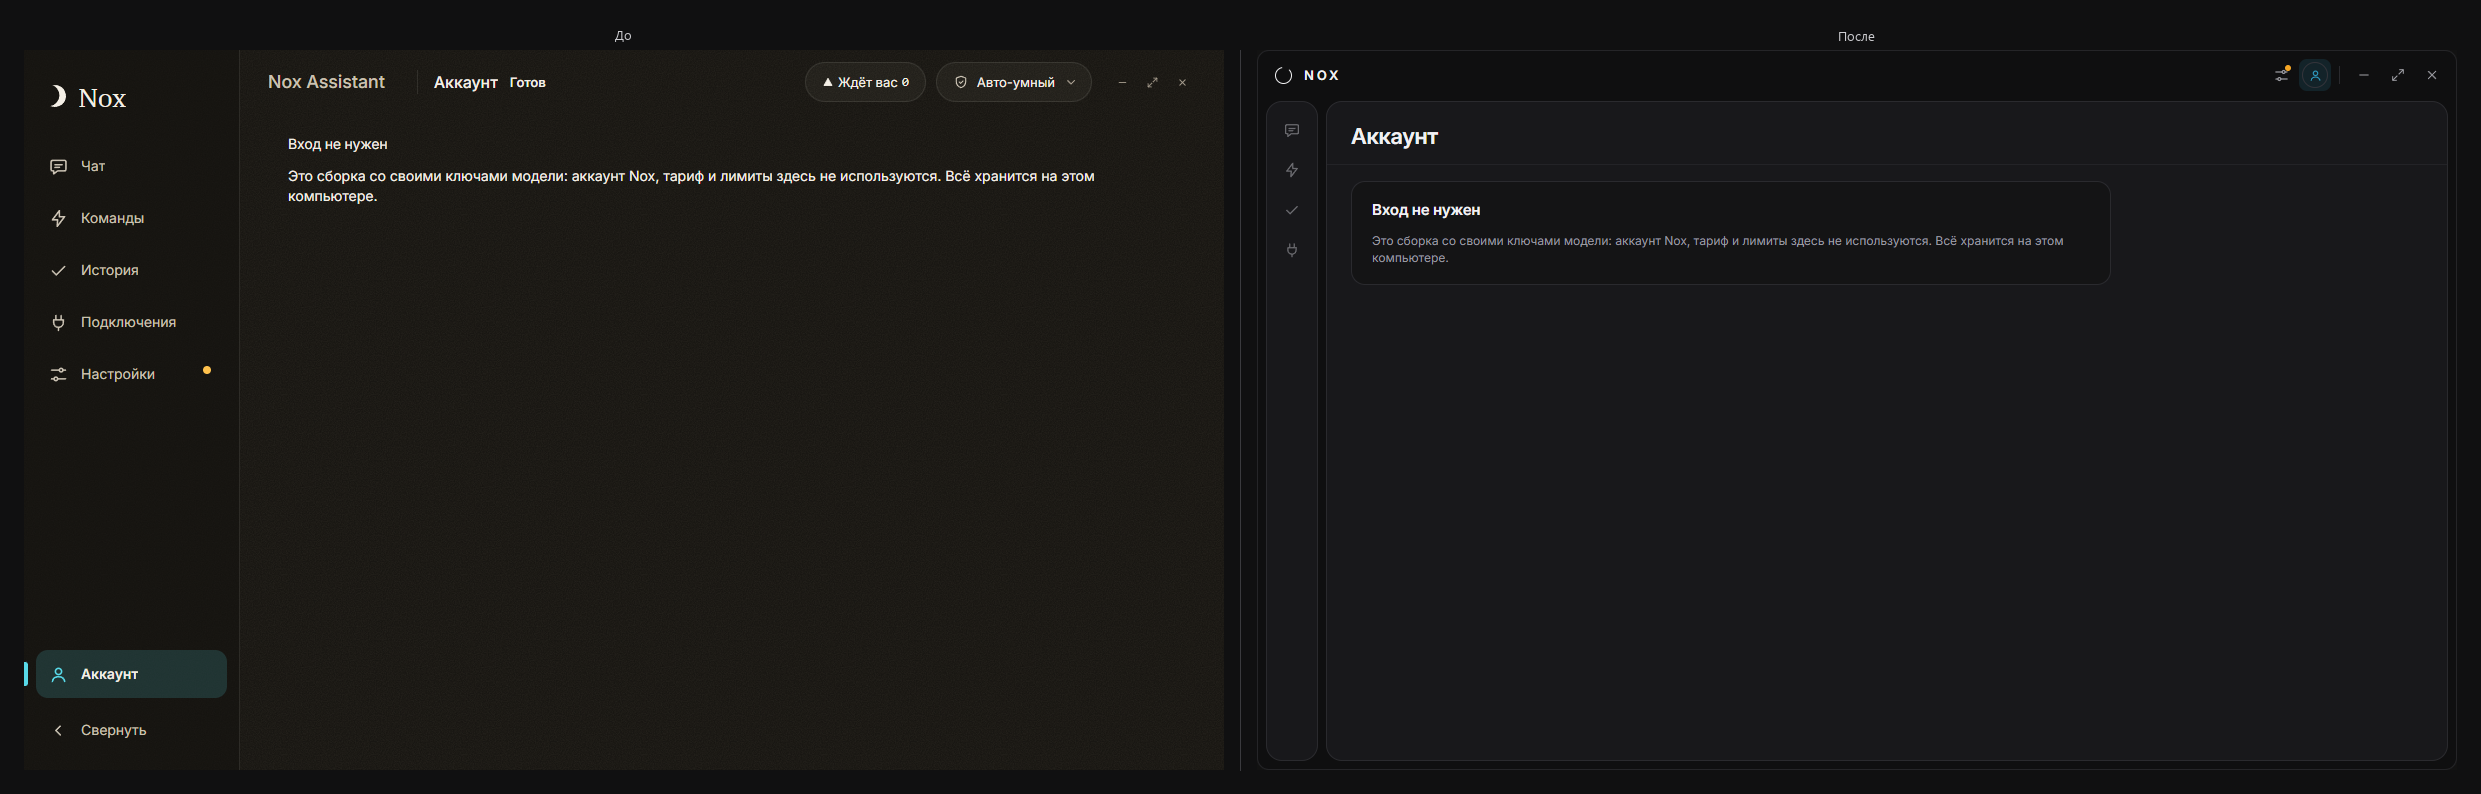 До
Nox
Чат
Команды
История
Подключения
Настройки
Аккаунт
Свернуть
Nox Assistant
Аккаунт
Готов
Ждёт вас 0
Авто-умный
Вход не нужен
Это сборка со своими ключами модели: аккаунт Nox, тариф и лимиты здесь не используются. Всё хранится на этом
компьютере.
После
NOX
Аккаунт
Вход не нужен
Это сборка со своими ключами модели: аккаунт Nox, тариф и лимиты здесь не используются. Всё хранится на этом
компьютере.